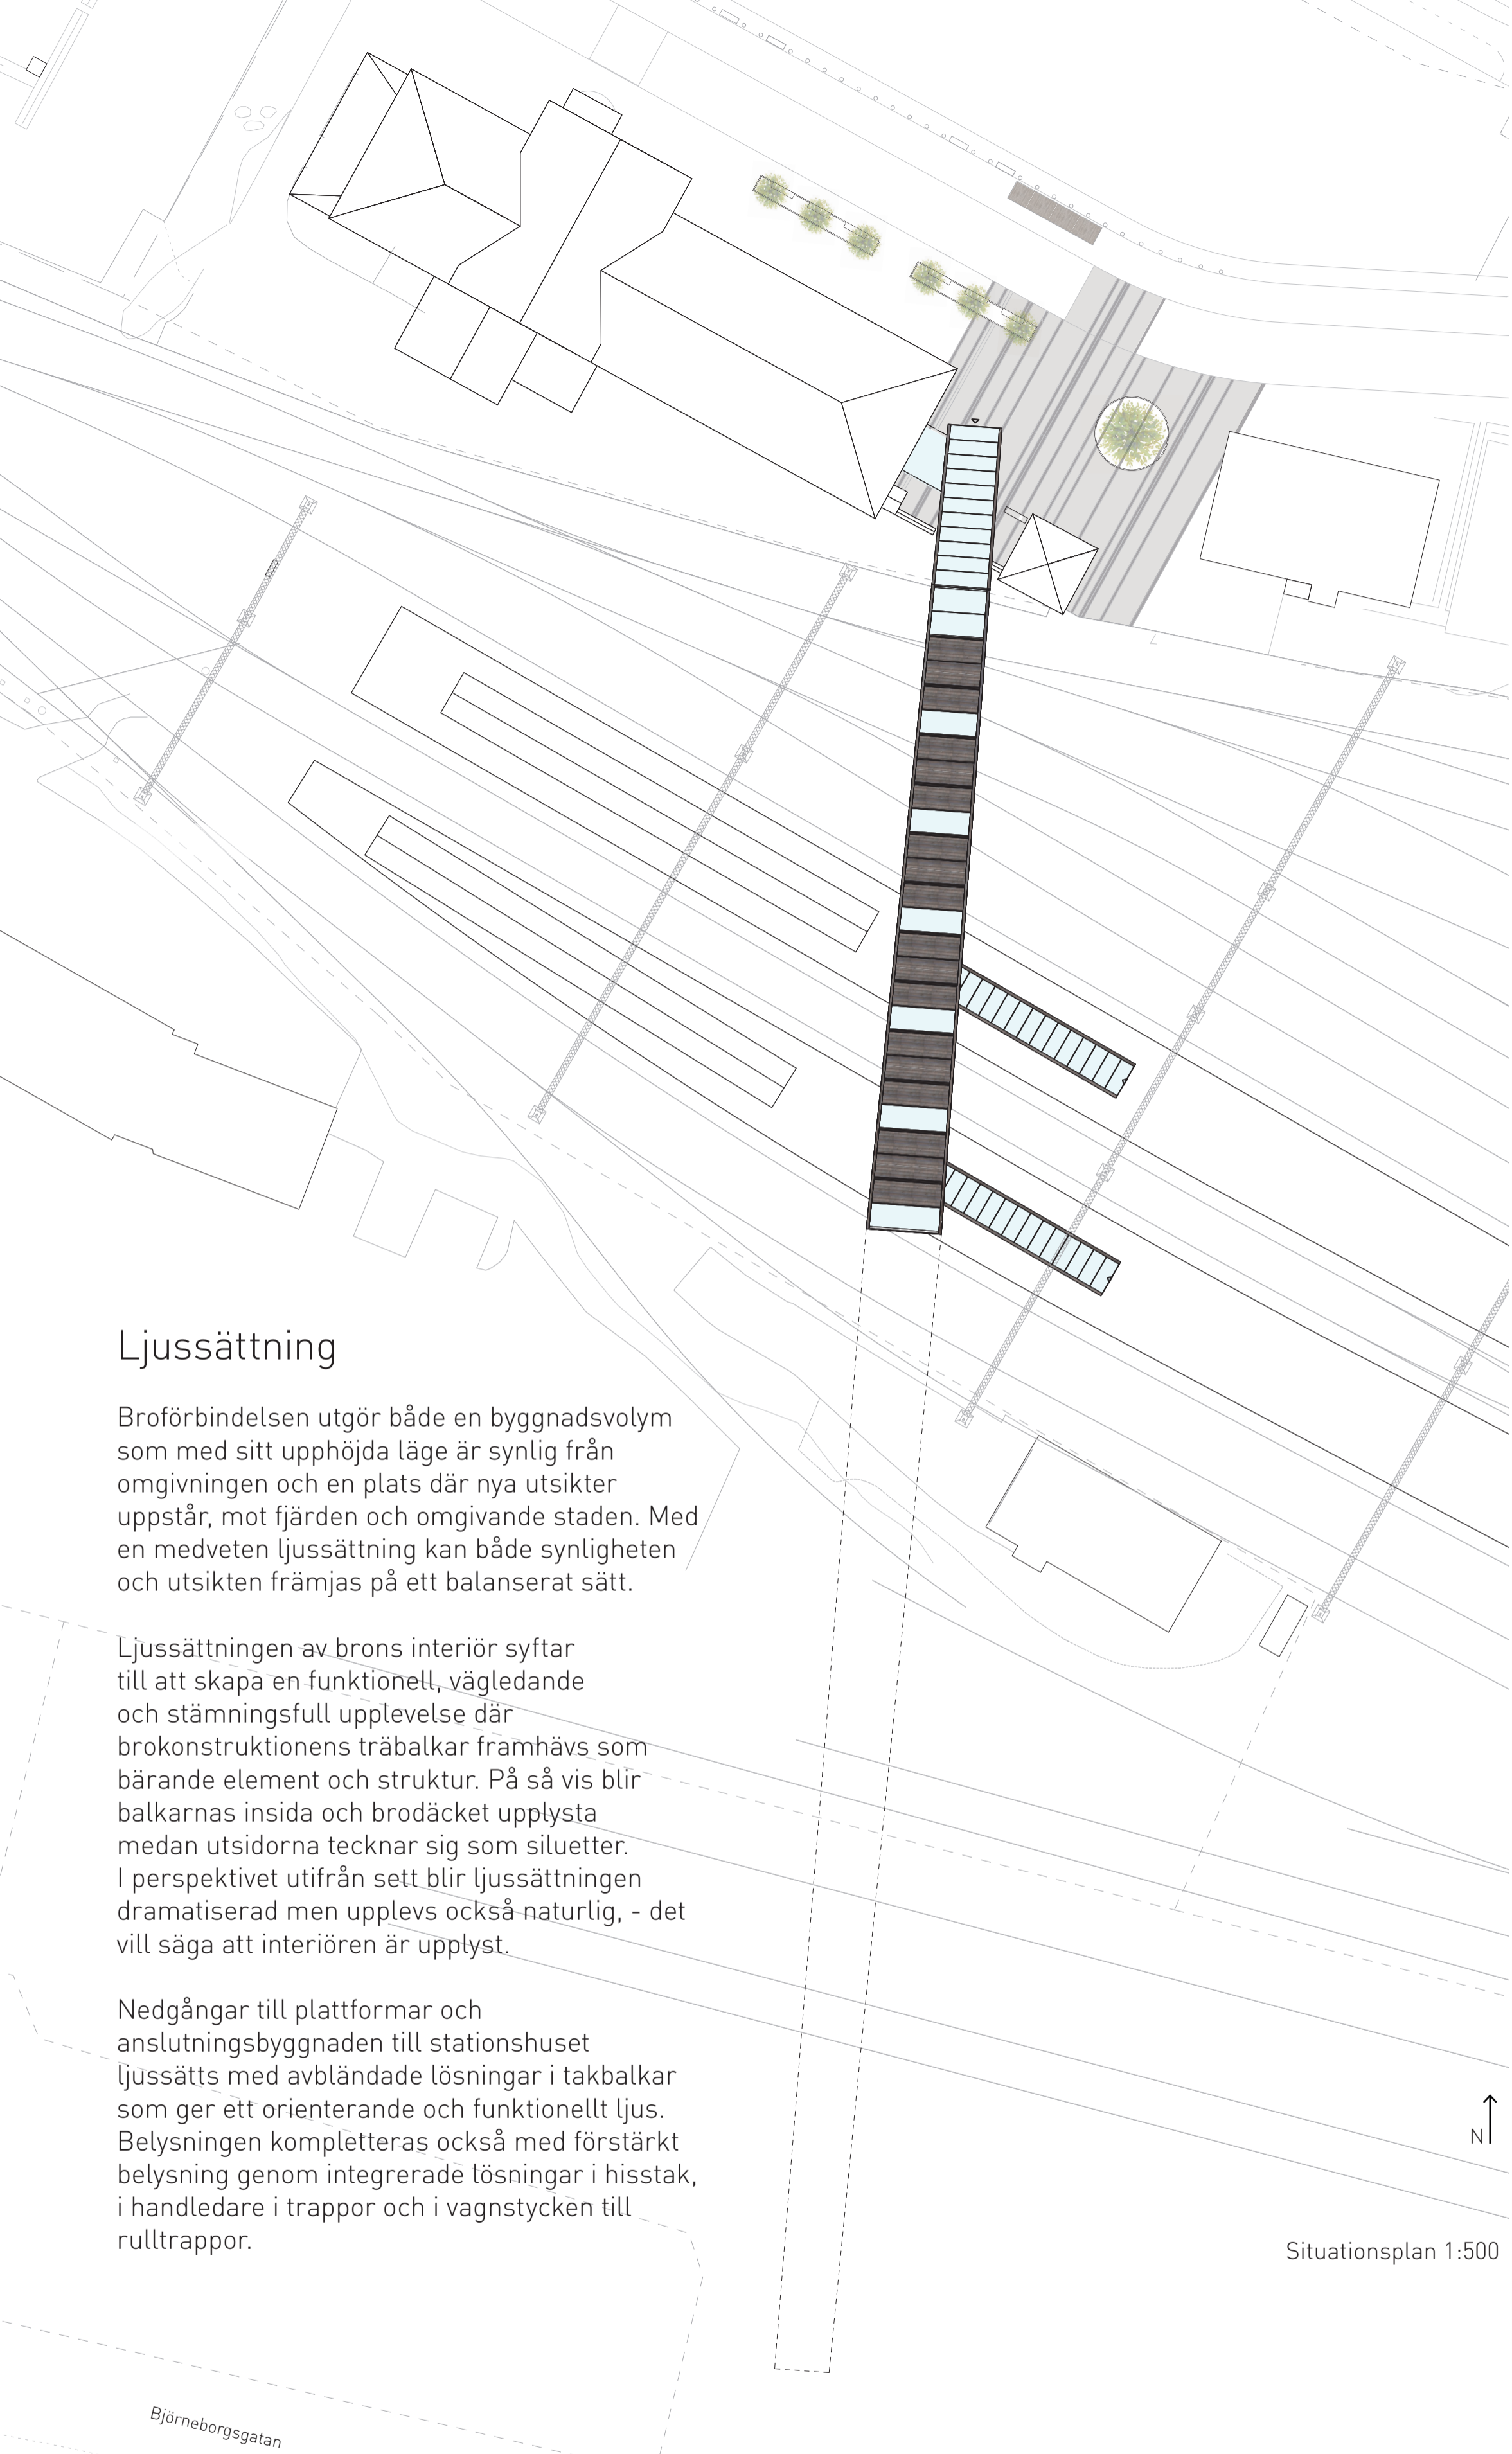 Ljussättning
Broförbindelsen utgör både en byggnadsvolym
som med sitt upphöjda läge är synlig från
omgivningen och en plats där nya utsikter
uppstår, mot fjärden och omgivande staden. Med
en medveten ljussättning kan både synligheten
och utsikten främjas på ett balanserat sätt.
Ljussättningen av brons interiör syftar
till att skapa en funktionell, vägledande
och stämningsfull upplevelse där
brokonstruktionens träbalkar framhävs som
bärande element och struktur. På så vis blir
balkarnas insida och brodäcket upplysta
medan utsidorna tecknar sig som siluetter.
I perspektivet utifrån sett blir ljussättningen
dramatiserad men upplevs också naturlig, - det
vill säga att interiören är upplyst.
Nedgångar till plattformar och
anslutningsbyggnaden till stationshuset
ljussätts med avbländade lösningar i takbalkar
som ger ett orienterande och funktionellt ljus.
Belysningen kompletteras också med förstärkt
belysning genom integrerade lösningar i hisstak,
i handledare i trappor och i vagnstycken till
rulltrappor.
N
Situationsplan 1:500
Björneborgsgatan